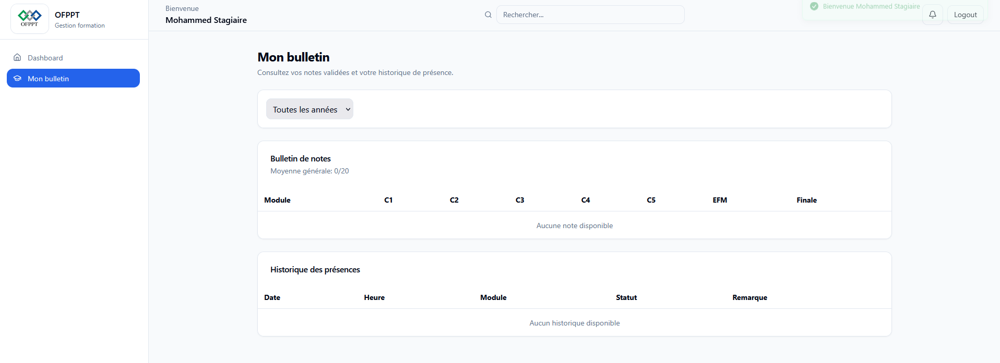 OFPPT
OFPPT
Gestion formation
Dashboard
Mon bulletin
Bienvenue
Mohammed Stagiaire
Rechercher...
Bienvenue Mohammed Stagiaire
Logout
Mon bulletin
Consultez vos notes validées et votre historique de présence.
Toutes les années
Bulletin de notes
Moyenne générale: 0/20
Module C1 C2 C3 C4 C5 EFM Finale
Aucune note disponible
Historique des présences
Date Heure Module Statut Remarque
Aucun historique disponible